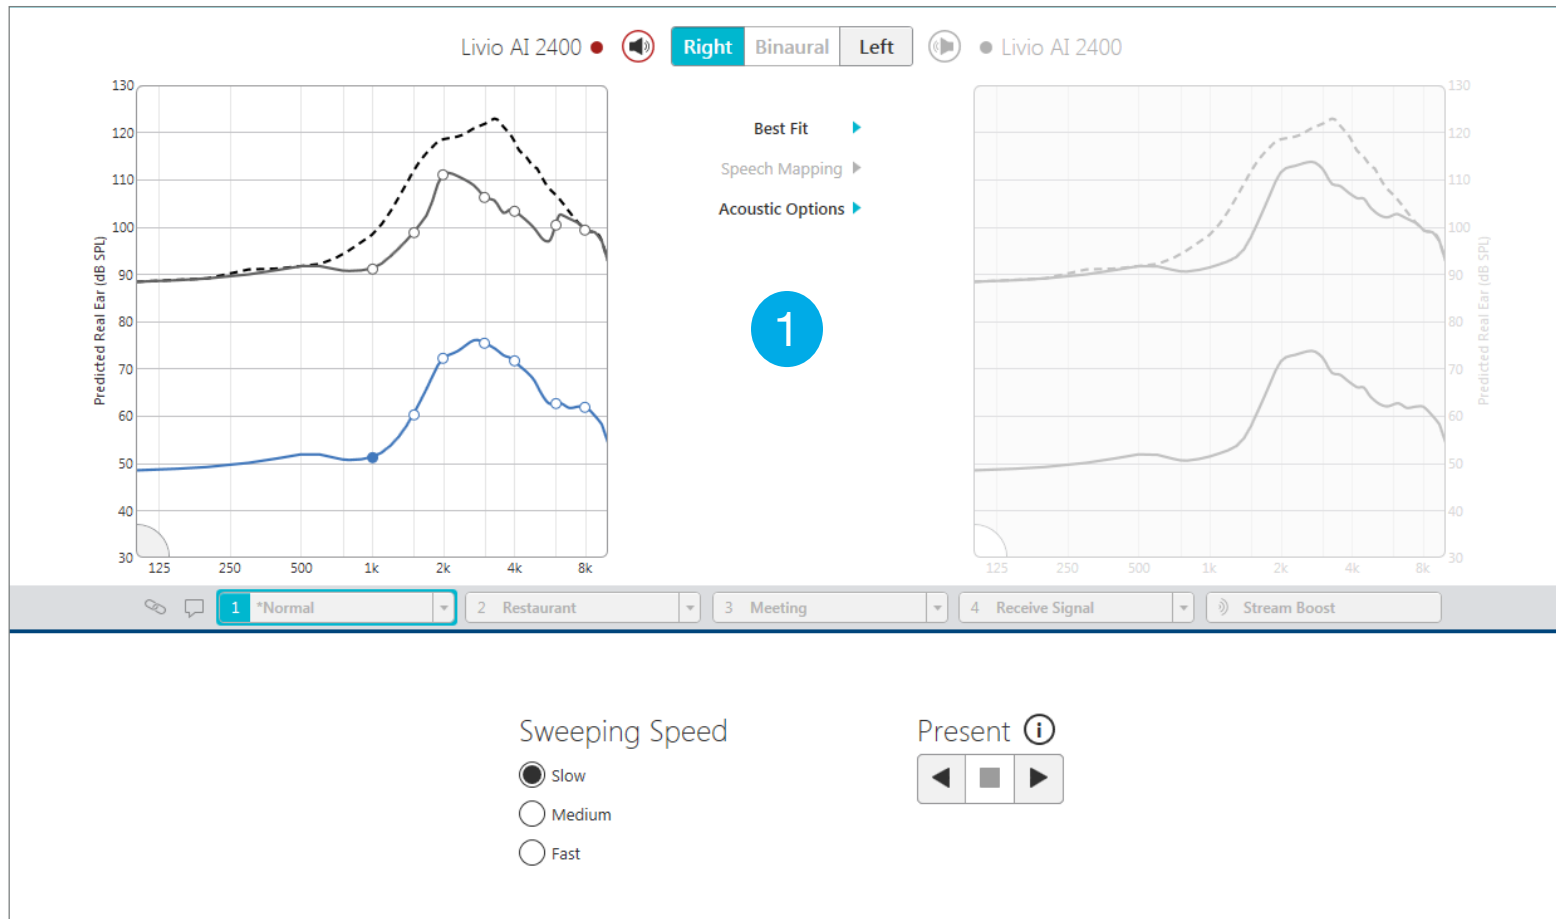 Livio AI 2400
Right Binaural Left
Livio AI 2400
130
120
110
100
90
80
70
60
50
40
30
Predicted Real Ear (dB SPL)
125 250 500 1k 2k 4k 8k
Best Fit
Speech Mapping
Acoustic Options
1
130
120
110
100
90
80
70
60
50
40
30
Predicted Real Ear (dB SPL)
125 250 500 1k 2k 4k 8k
1 *Normal 2 Restaurant 3 Meeting 4 Receive Signal Stream Boost
Sweeping Speed
Slow
Medium
Fast
Present i